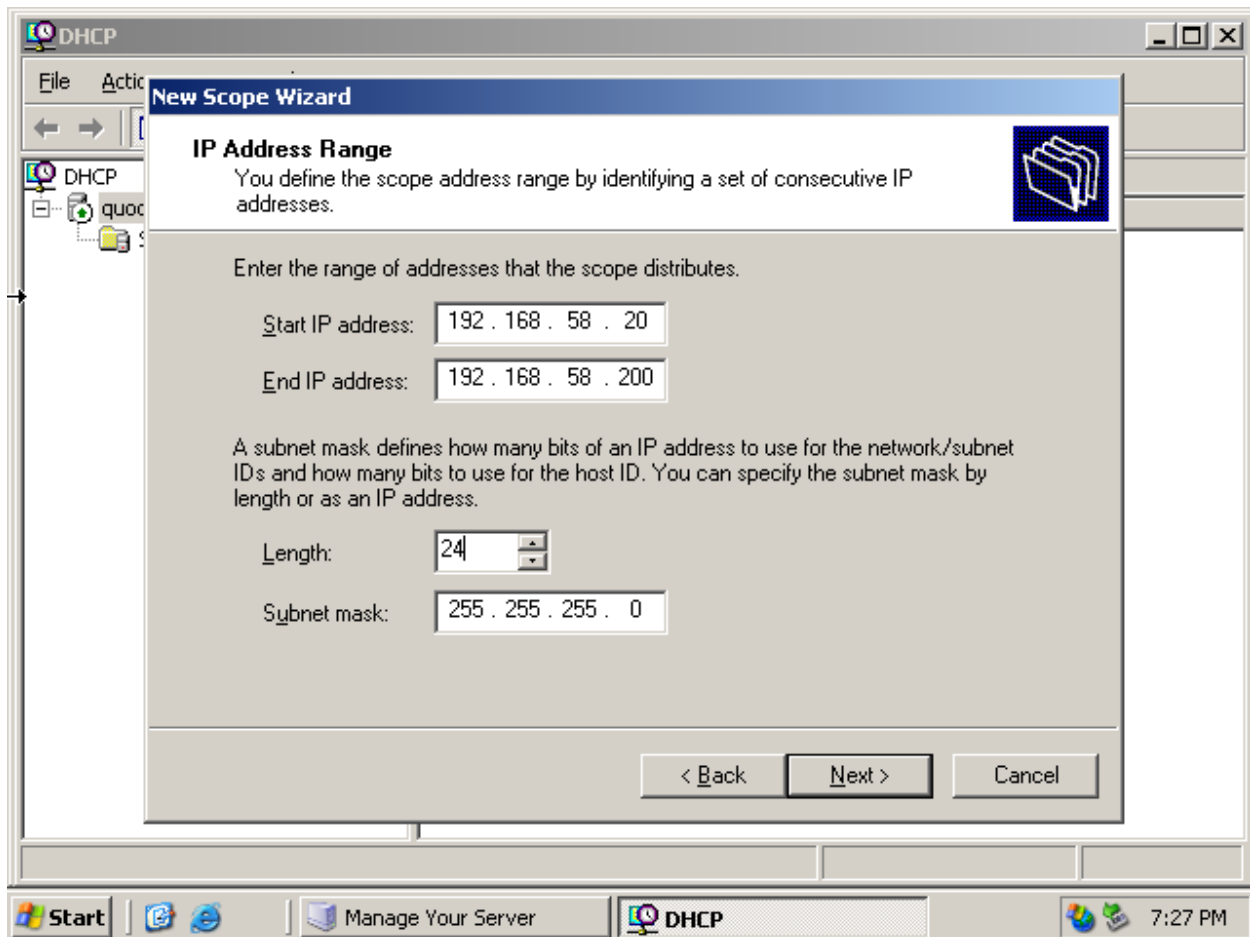 DHCP
File Actio
New Scope Wizard
IP Address Range
You define the scope address range by identifying a set of consecutive IP
addresses.
DHCP
quoc
Enter the range of addresses that the scope distributes.
Start IP address: 192 . 168 . 58 . 20
End IP address: 192 . 168 . 58 . 200
A subnet mask defines how many bits of an IP address to use for the network/subnet
IDs and how many bits to use for the host ID. You can specify the subnet mask by
length or as an IP address.
Length: 24
Subnet mask: 255 . 255 . 255 . 0
< Back Next > Cancel
Start Manage Your Server DHCP 7:27 PM